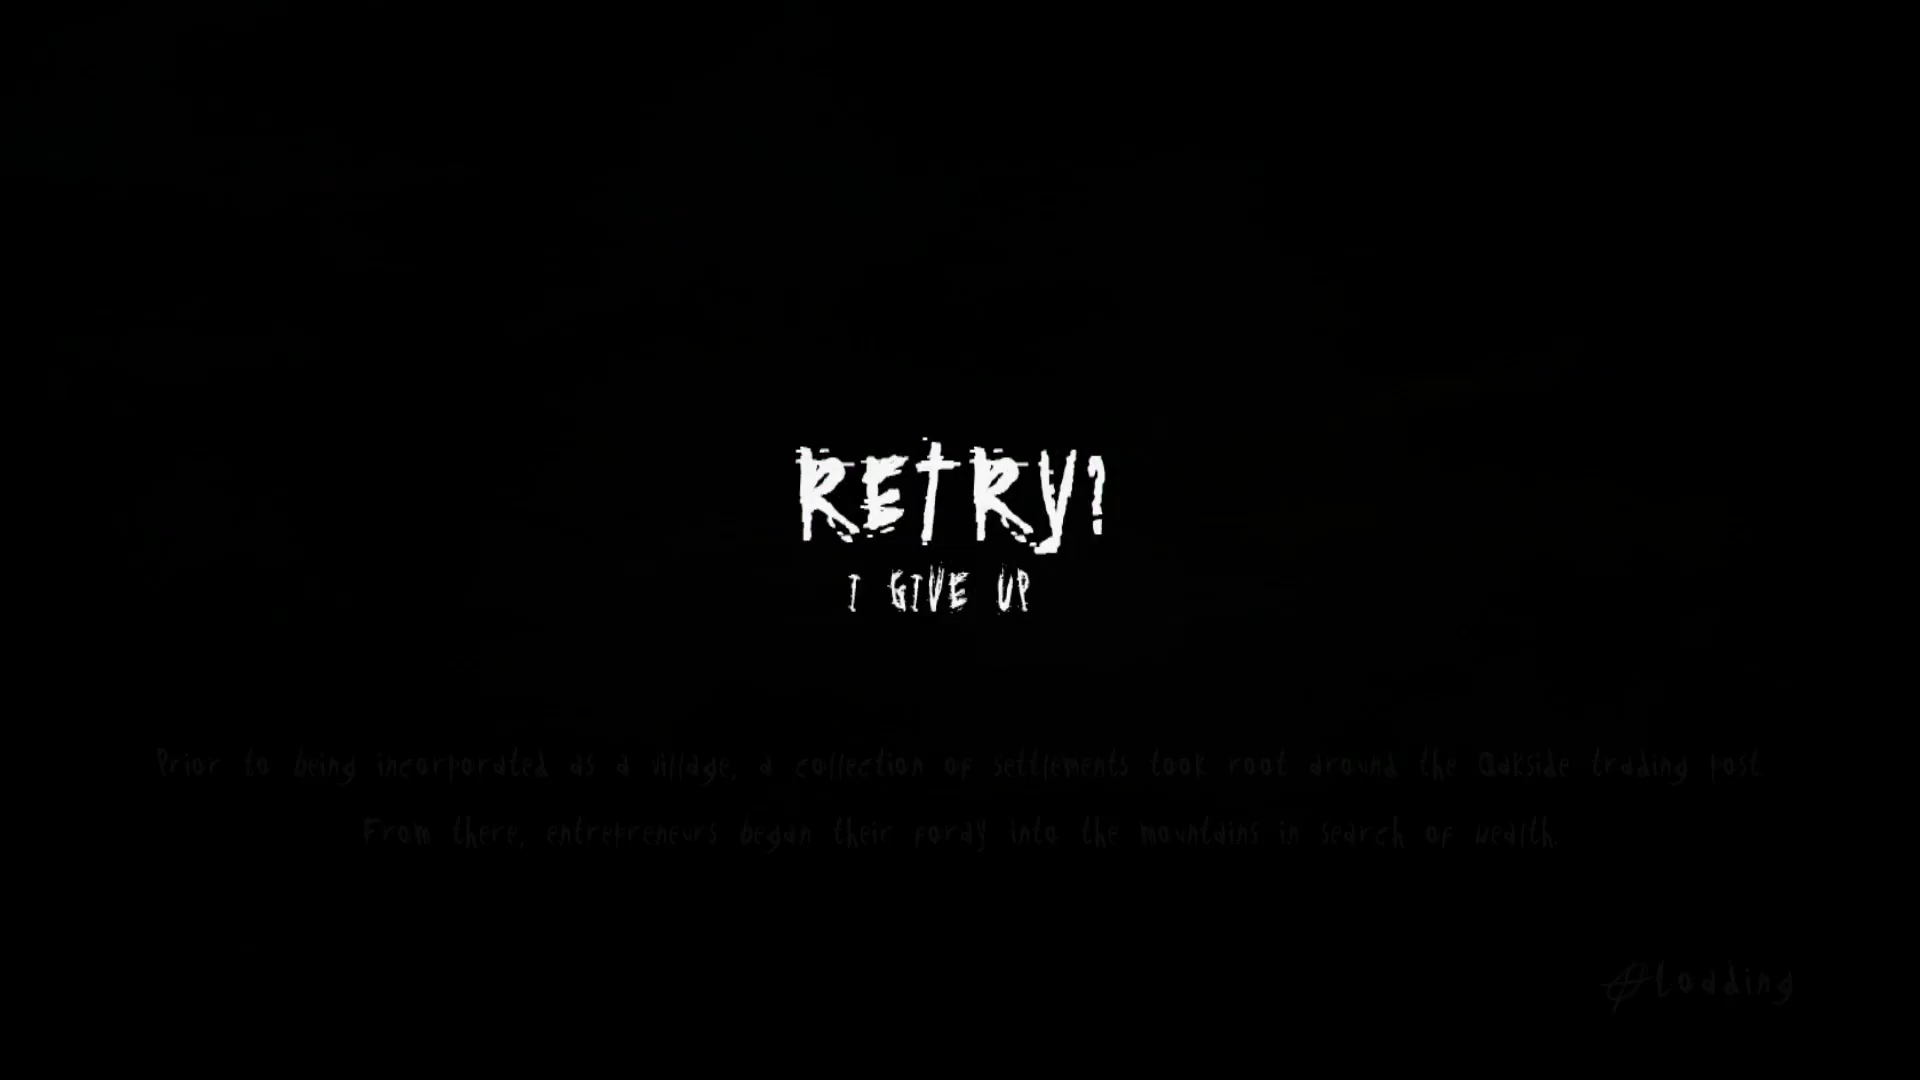 RETRY?
I GIVE UP
Prior to being incorporated as a village, a collection of settlements took root around the Oakside trading post.
From there, entrepreneurs began their foray into the mountains in search of wealth.
Loading